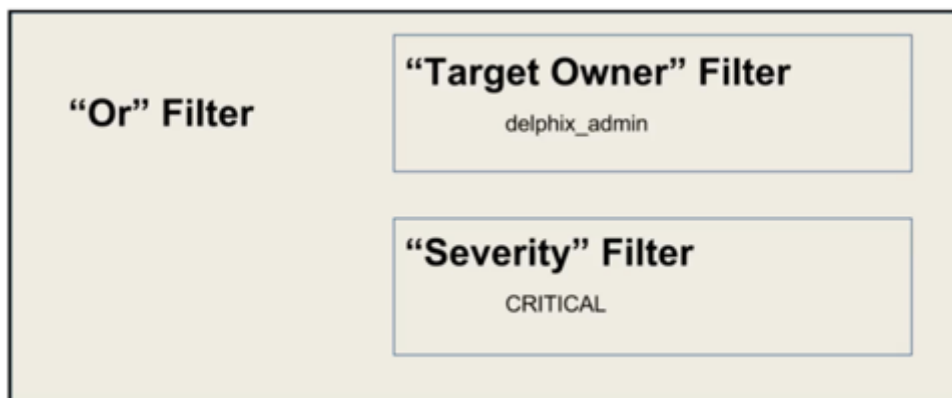 “Or” Filter
“Target Owner” Filter
delphix_admin
“Severity” Filter
CRITICAL